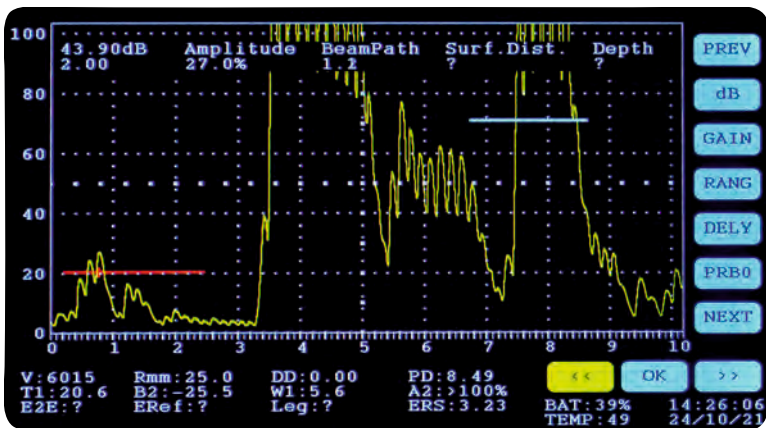 100
43.90dB Amplitude BeamPath Surf.Dist. Depth
2.00 27.0% 1.2 ? ?
80
60
40
20
0
0 1 2 3 4 5 6 7 8 9 10
PREV
dB
GAIN
RANG
DELY
PRB0
NEXT
<< OK >>
V:6015 Rmm:25.0 DD:0.00 PD:8.49
T1:20.6 B2:-25.5 W1:5.6 A2:>100%
E2E:? ERef:? Leg:? ERS:3.23
BAT:39% 14:26:06
TEMP:49 24/10/21